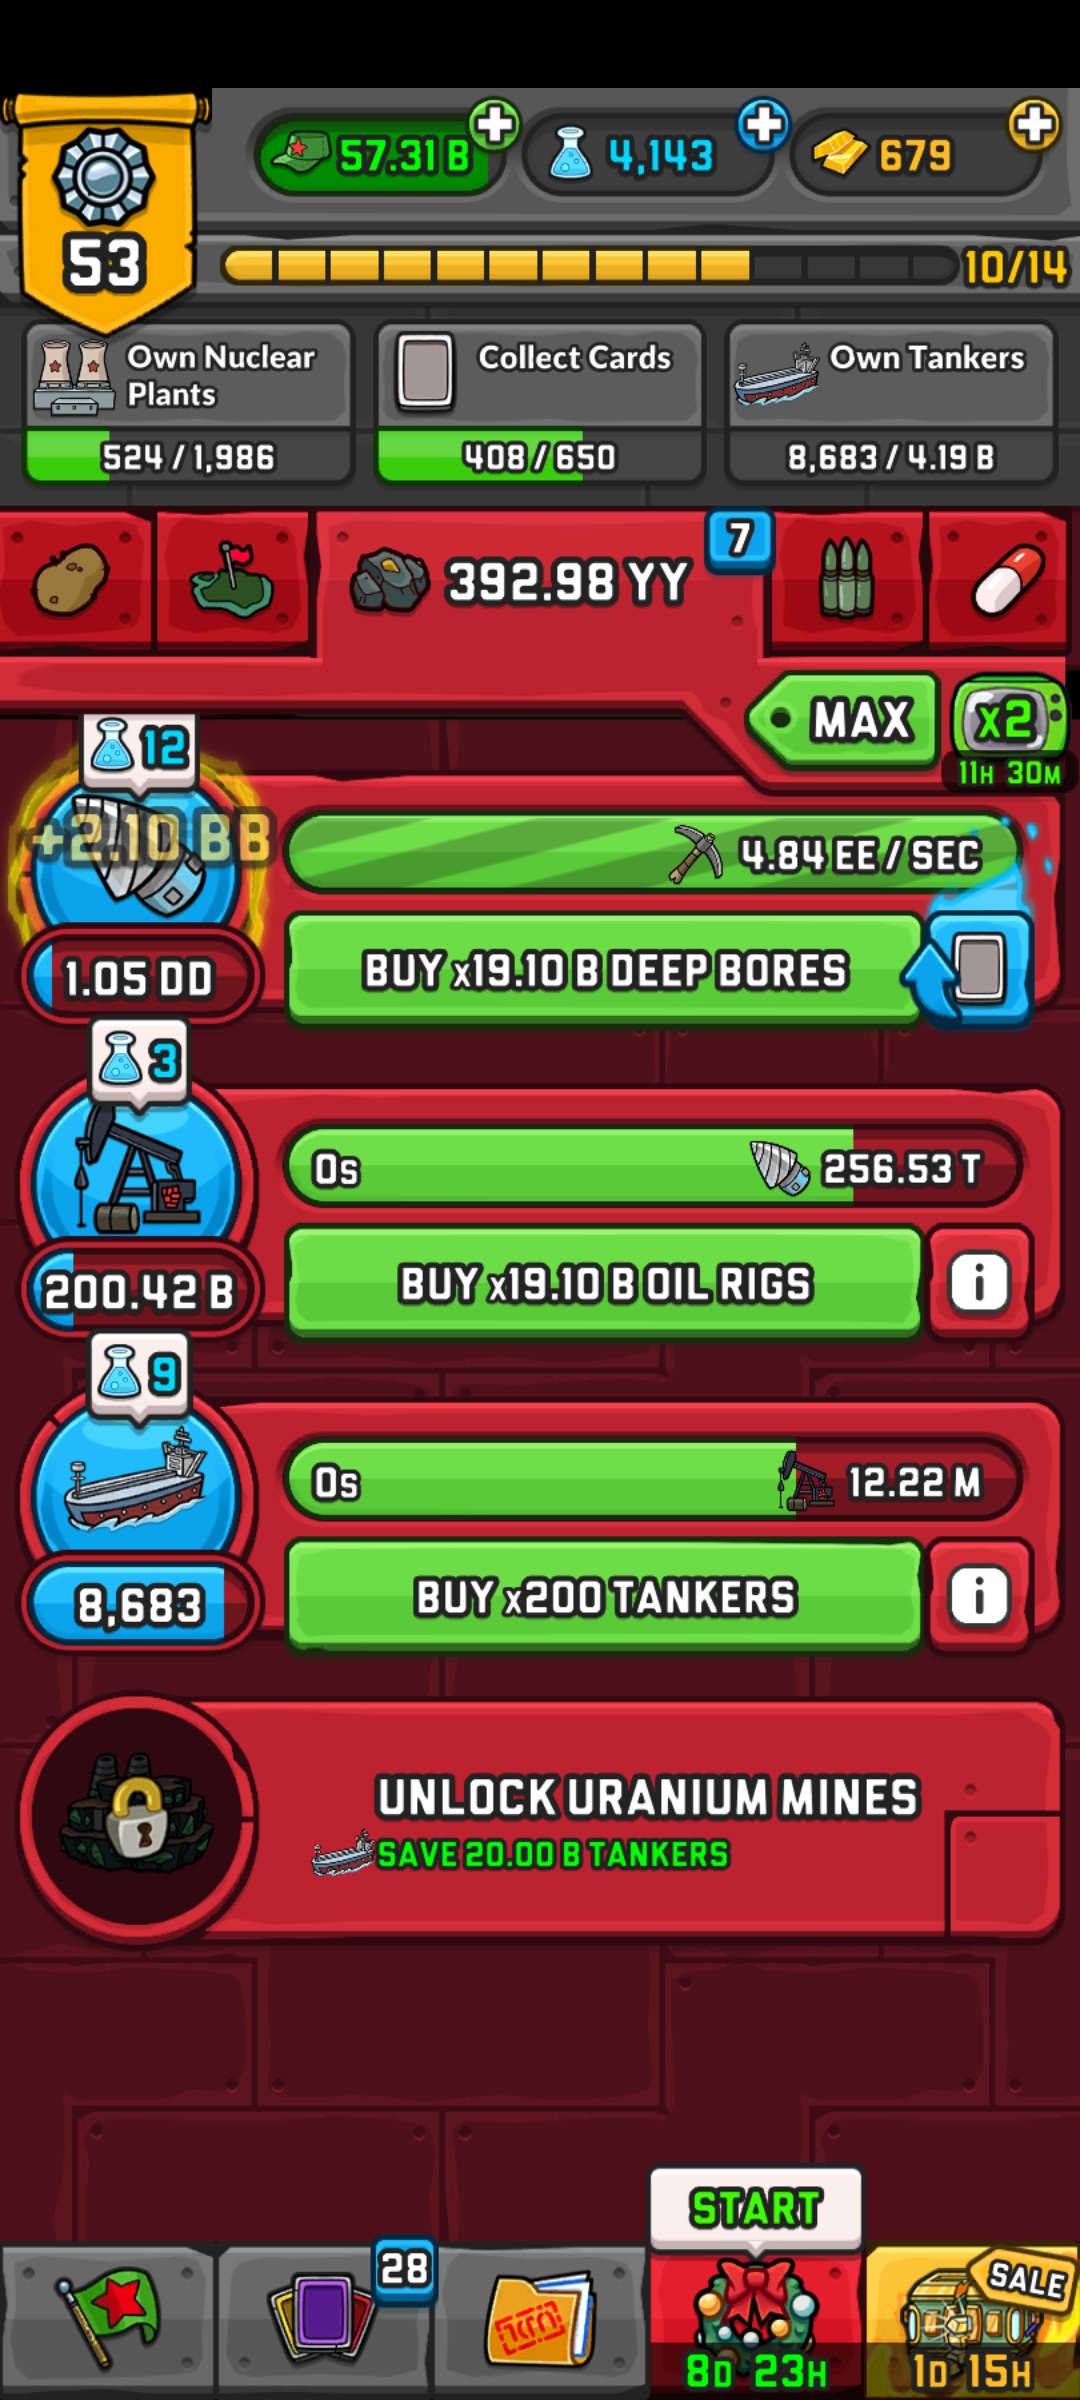 57.31 B
4,143
679
53
10/14
Own Nuclear Plants
Collect Cards
Own Tankers
524 / 1,986
408 / 650
8,683 / 4.19 B
392.98 YY
7
MAX
x2
11H 30M
12
+2.10 BB
4.84 EE / SEC
1.05 DD
BUY x19.10 B DEEP BORES
3
0s
256.53 T
200.42 B
BUY x19.10 B OIL RIGS
i
9
0s
12.22 M
8,683
BUY x200 TANKERS
i
UNLOCK URANIUM MINES
SAVE 20.00 B TANKERS
START
28
SALE
8D 23H
1D 15H